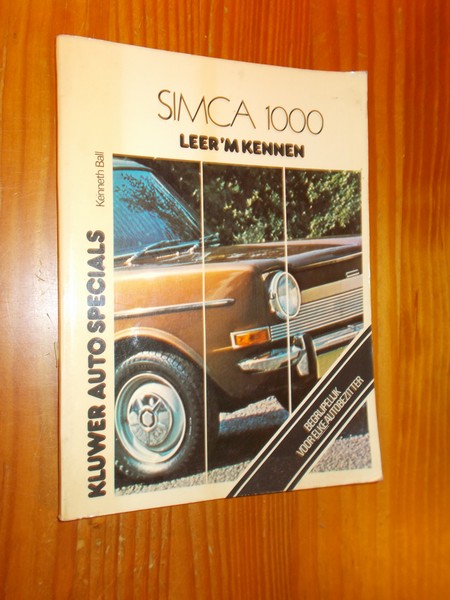 SIMCA 1000
LEER 'M KENNEN
Kenneth Ball
KLUWER AUTO SPECIALS
BEGRIJPELIJK
VOOR ELKE AUTOBEZITTER